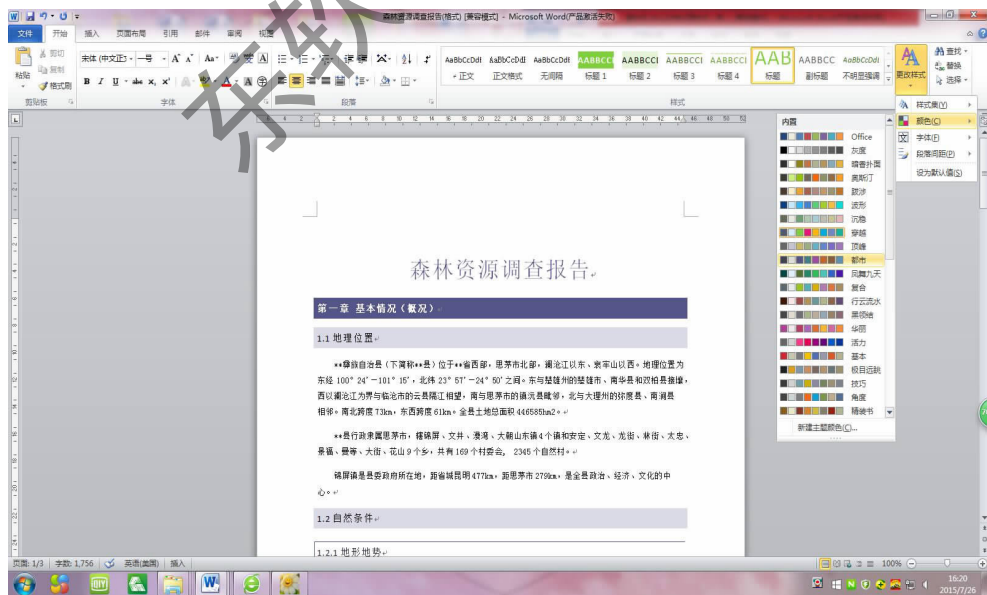 森林资源调查报告(格式) [兼容模式] - Microsoft Word(产品激活失败)
文件 开始 插入 页面布局 引用 邮件 审阅 视图
剪切
复制
格式刷
粘贴
宋体 (中文正 一号
剪贴板 字体 段落 样式
AaBbCcDdI AaBbCcDdI AaBbCcDdI AABBCCI AABBCCI AABBCCI AABBCCI AAB AABBCC AaBbCcDdI
正文 正文格式 无间隔 标题 1 标题 2 标题 3 标题 4 标题 副标题 不明显强调
更改样式
查找
替换
选择
样式集(Y)
颜色(C)
字体(F)
段落间距(P)
设为默认值(S)
内置
Office
灰度
暗香扑面
奥斯汀
跋涉
波形
沉稳
穿越
顶峰
都市
凤舞九天
复合
行云流水
黑领结
华丽
活力
基本
极目远眺
技巧
角度
精装书
新建主题颜色(C)...
森林资源调查报告
第一章 基本情况（概况）
1.1 地理位置
**彝族自治县（下简称**县）位于**省西部，思茅市北部，澜沧江以东、哀牢山以西。地理位置为
东经 100° 24′－101° 15′，北纬 23° 57′－24° 50′之间。东与楚雄州的楚雄市、南华县和双柏县接壤，
西以澜沧江为界与临沧市的云县隔江相望，南与思茅市的镇沅县毗邻，北与大理州的弥度县、南涧县
相邻。南北跨度 73km，东西跨度 61km。全县土地总面积 446585hm2。
**县行政隶属思茅市，辖锦屏、文井、漫湾、大朝山东镇 4 个镇和安定、文龙、龙街、林街、太忠、
景福、曼等、大街、花山 9 个乡，共有 169 个村委会， 2345 个自然村。
锦屏镇是县委政府所在地，距省城昆明 477km，距思茅市 279km，是全县政治、经济、文化的中
心。
1.2 自然条件
1.2.1 地形地势
页面: 1/3 字数: 1,756 英语(美国) 插入 100%
16:20
2015/7/26